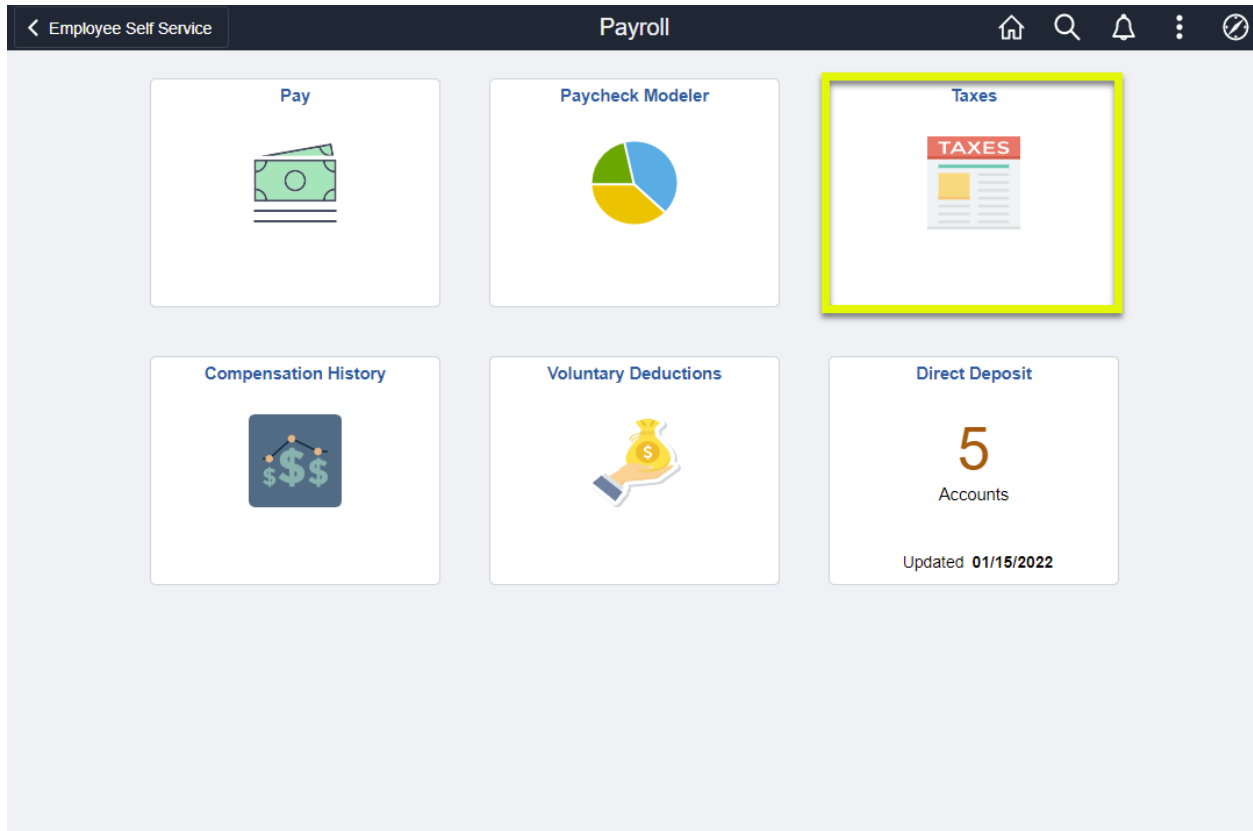 Employee Self Service
Payroll
Pay
Paycheck Modeler
Taxes
TAXES
Compensation History
Voluntary Deductions
Direct Deposit
$$$
$
5
Accounts
Updated 01/15/2022